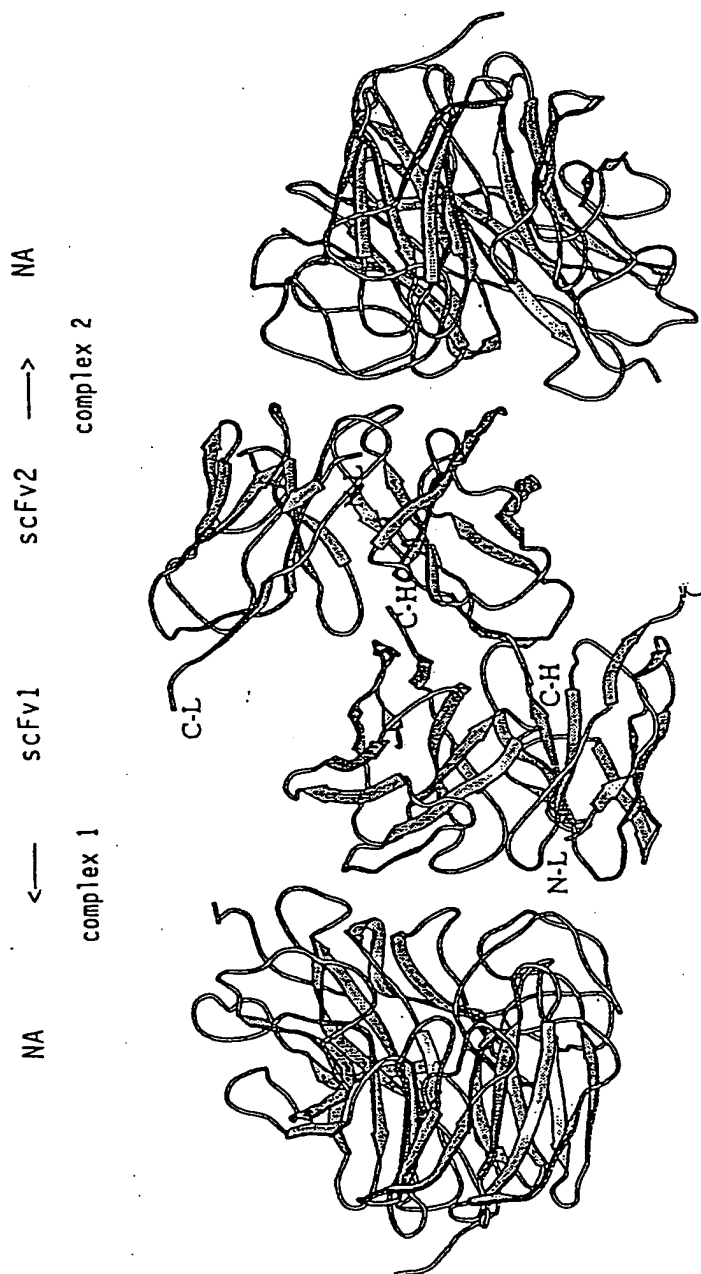 NA <—— scFv1 scFv2 ——> NA
complex 1 complex 2
C-L
C-H
C-H
N-L